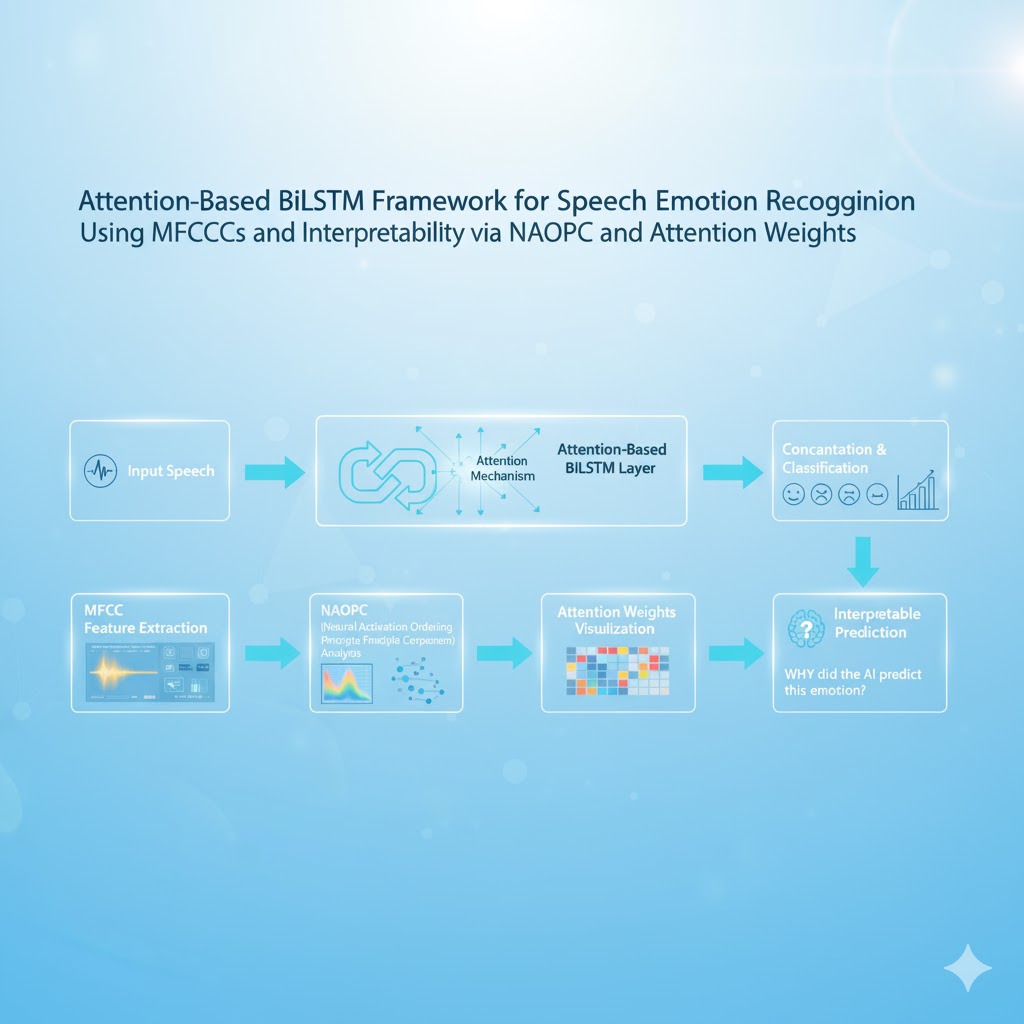 Attention-Based BiLSTM Framework for Speech Emotion Recogginion
Using MFCCCs and Interpretability via NAOPC and Attention Weights
Input Speech
Attention
Mechanism
Attention-Based
BILSTM Layer
Concantation &
Classification
MFCC
Feature Extraction
NAOPC
(Neural Activation Ordering
Analysis
Attention Weights
Visulization
Interpretable
Prediction
?
WHY did the AI predict
this emotion?